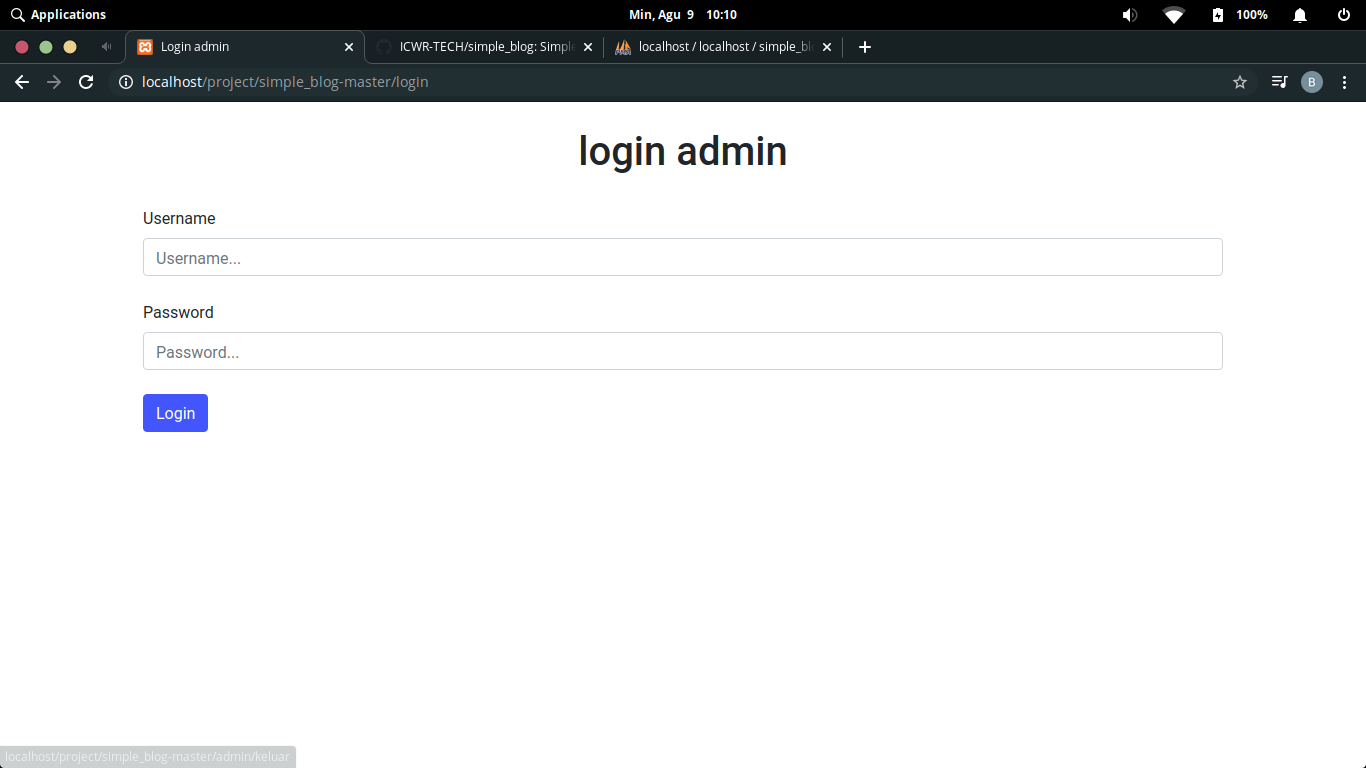 Applications
Min, Agu 9 10:10
100%
Login admin
ICWR-TECH/simple_blog: Simple
localhost / localhost / simple_bl
localhost/project/simple_blog-master/login
B
login admin
Username
Username...
Password
Password...
Login
localhost/project/simple_blog-master/admin/keluar